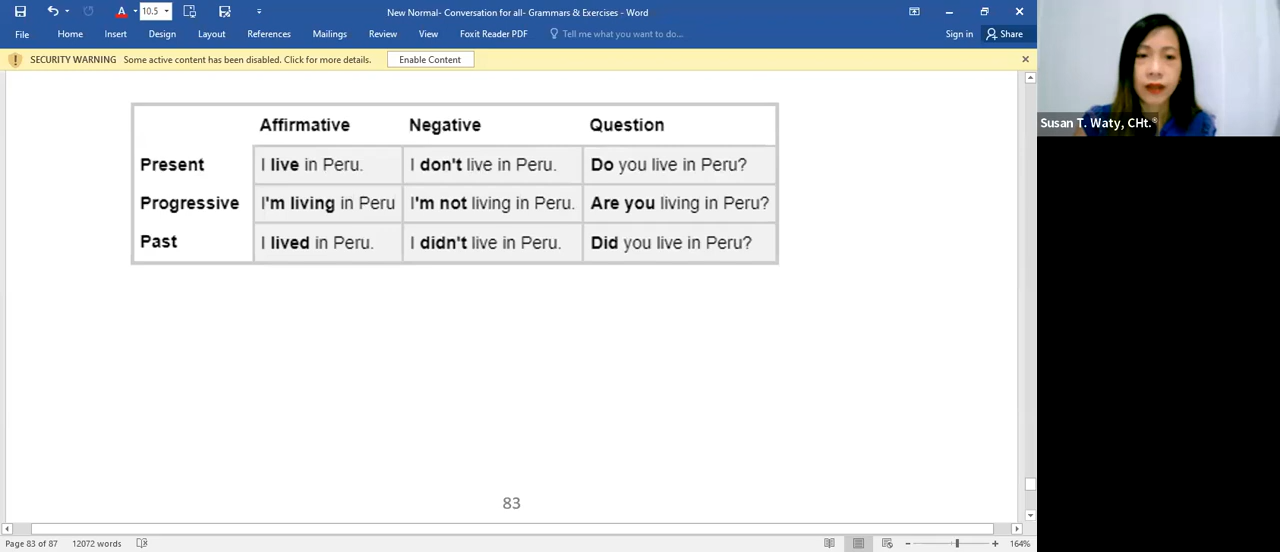 10.5
New Normal- Conversation for all- Grammars & Exercises - Word
File Home Insert Design Layout References Mailings Review View Foxit Reader PDF Tell me what you want to do... Sign in Share
SECURITY WARNING Some active content has been disabled. Click for more details. Enable Content
Affirmative Negative Question
Present I live in Peru. I don't live in Peru. Do you live in Peru?
Progressive I'm living in Peru I'm not living in Peru. Are you living in Peru?
Past I lived in Peru. I didn't live in Peru. Did you live in Peru?
83
Page 83 of 87 12072 words 164%
Susan T. Waty, CHt.®